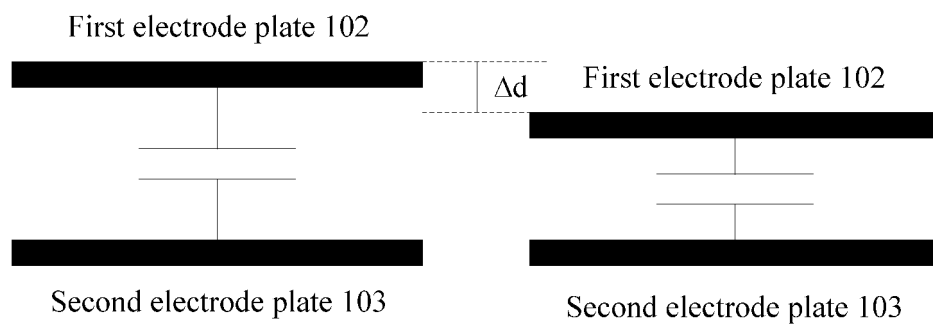 First electrode plate 102
Δd
First electrode plate 102
Second electrode plate 103
Second electrode plate 103